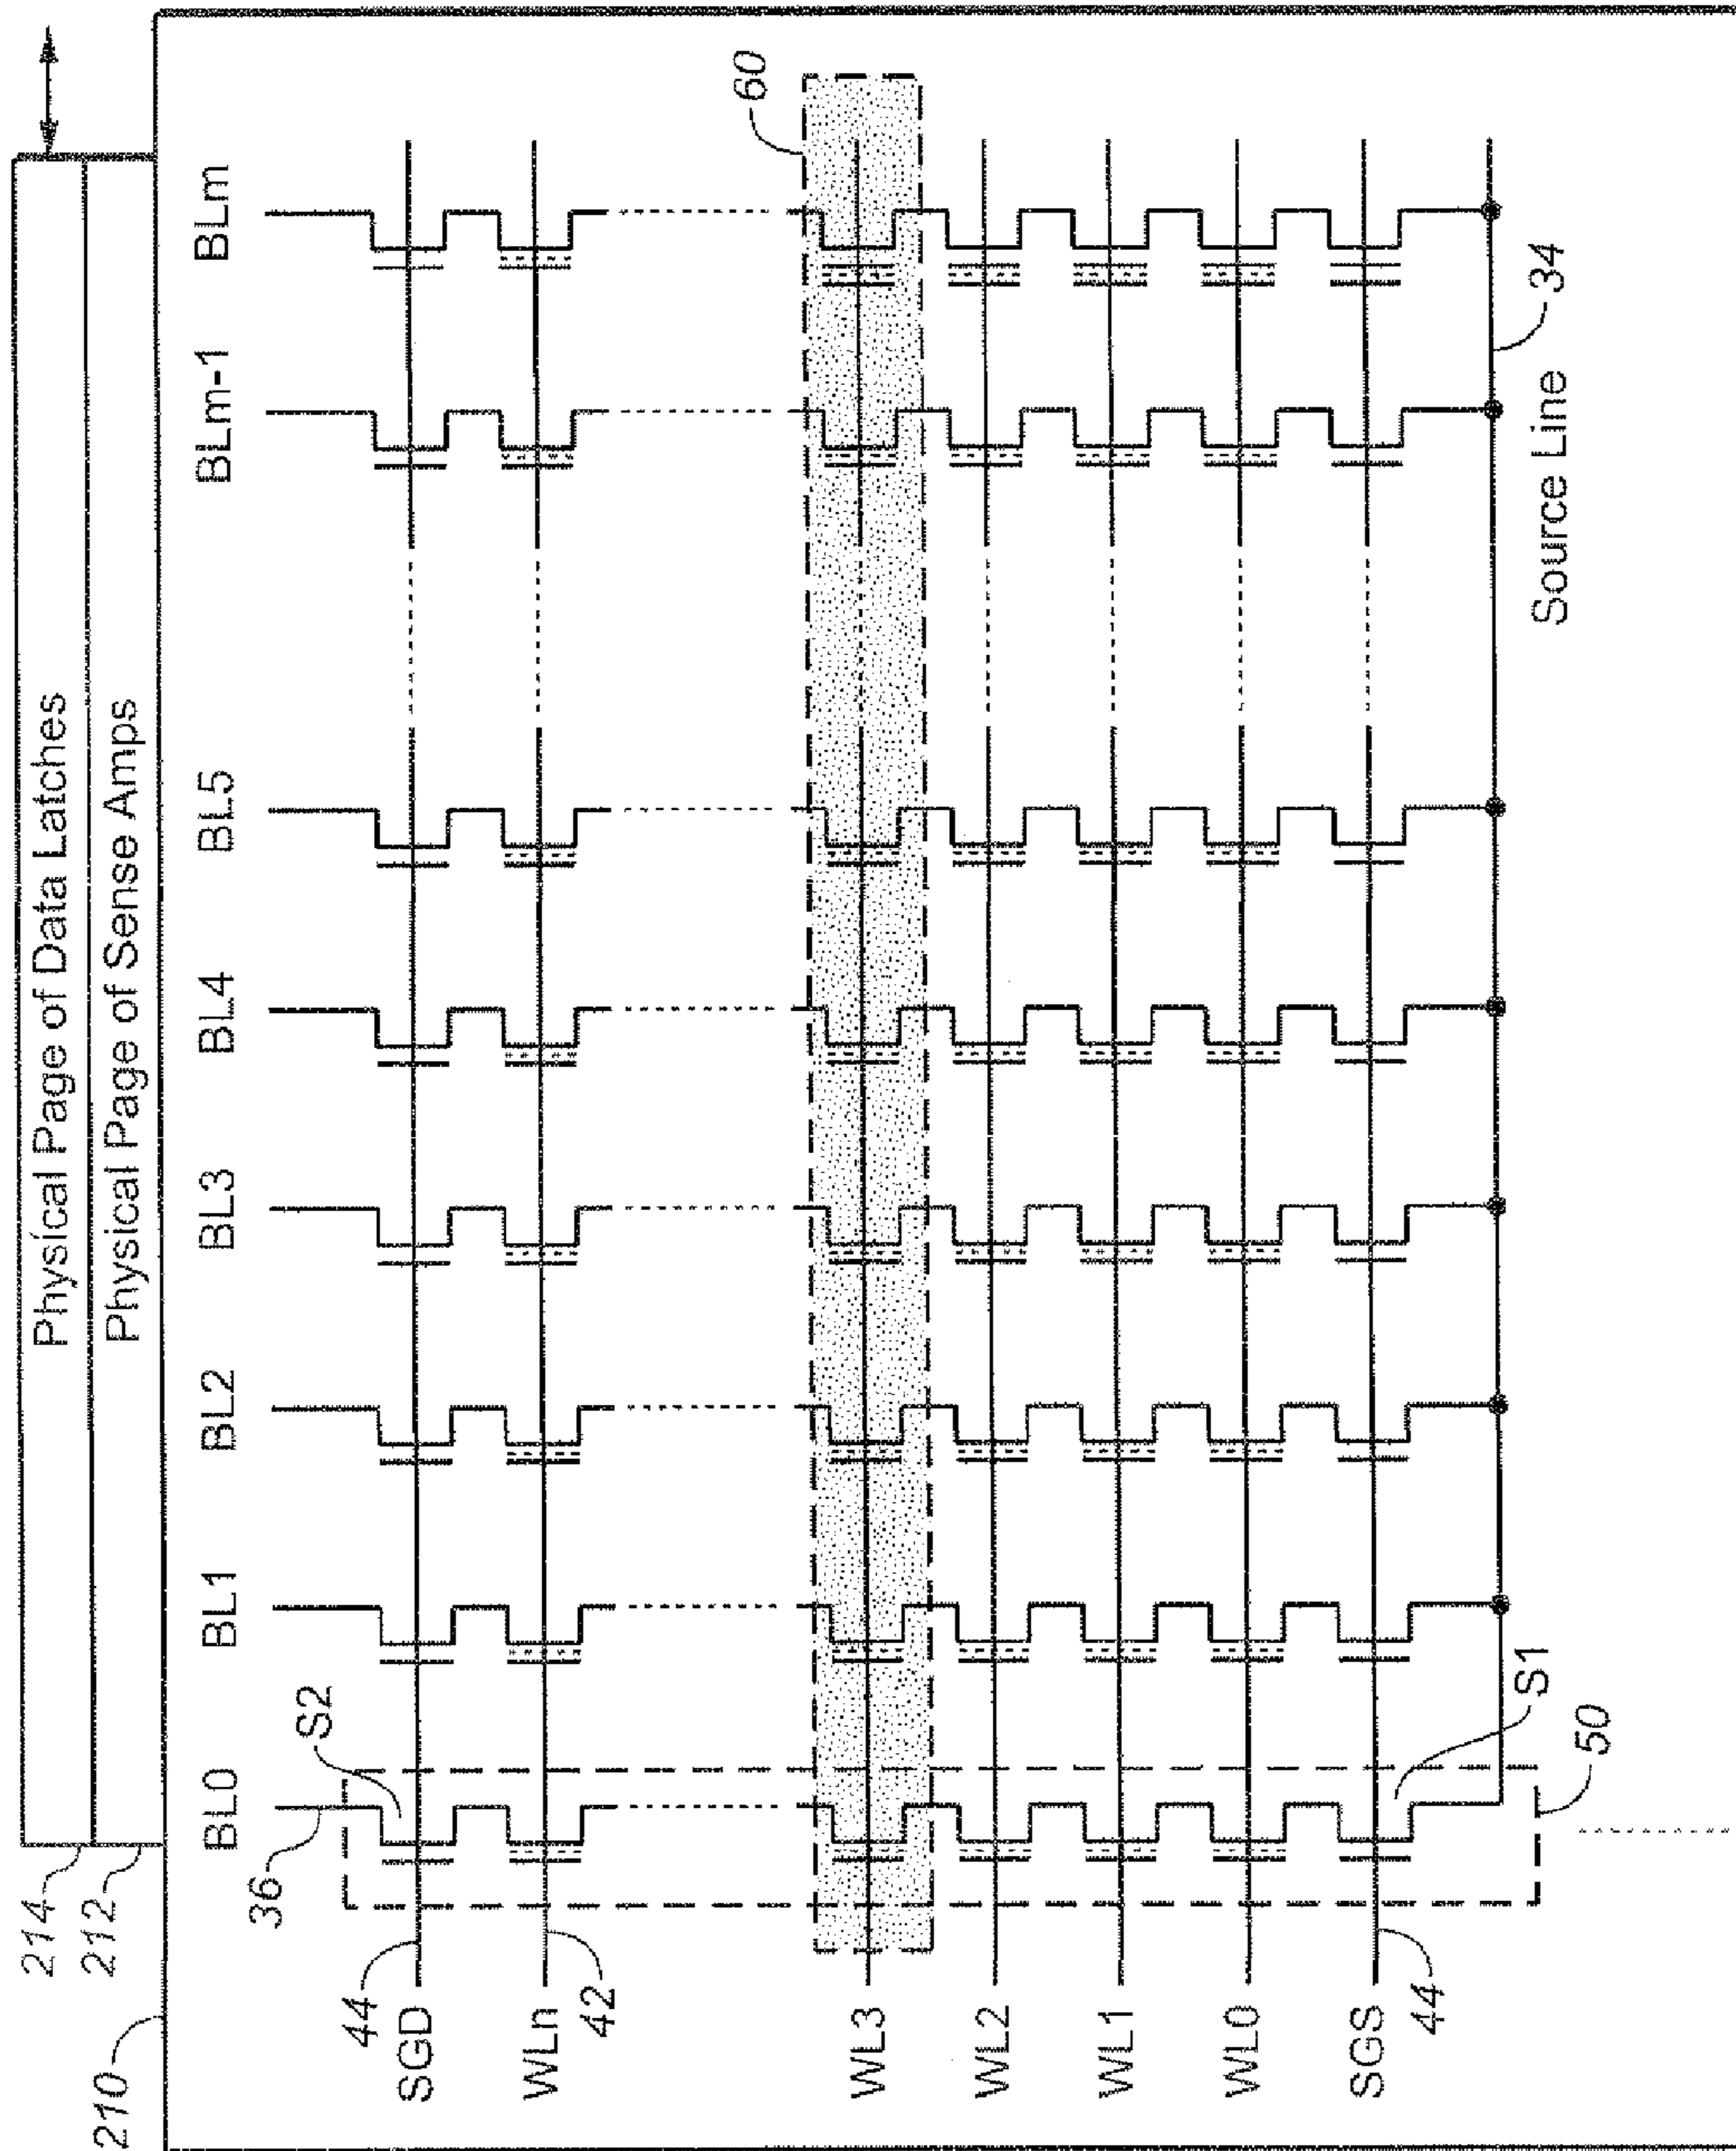 Physical Page of Data Latches
Physical Page of Sense Amps
214
212
210
BL0
BL1
BL2
BL3
BL4
BL5
BLm-1
BLm
36
S2
44
SGD
WLn
42
60
WL3
WL2
WL1
WL0
SGS
44
S1
50
34
Source Line